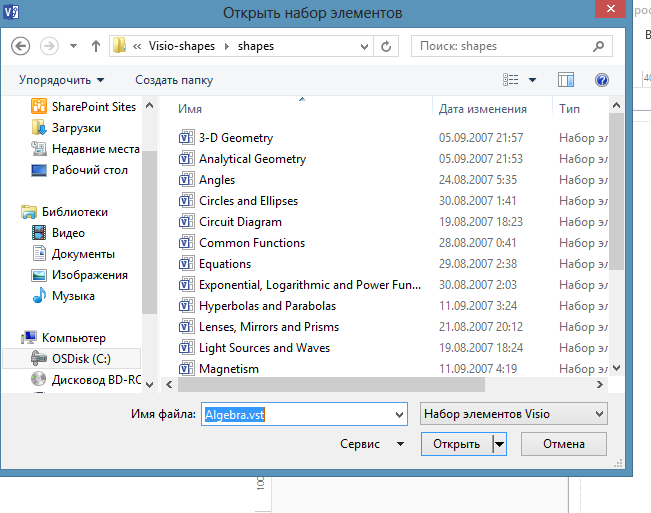 Открыть набор элементов
рос
« Visio-shapes shapes
Поиск: shapes
В
Упорядочить Создать папку
Имя Дата изменения Тип
SharePoint Sites
Загрузки
Недавние места
Рабочий стол
Библиотеки
Видео
Документы
Изображения
Музыка
Компьютер
OSDisk (C:)
Дисковод BD-RC
3-D Geometry 05.09.2007 21:57 Набор эл
Analytical Geometry 05.09.2007 21:53 Набор эл
Angles 24.08.2007 5:35 Набор эл
Circles and Ellipses 30.08.2007 1:41 Набор эл
Circuit Diagram 19.08.2007 18:23 Набор эл
Common Functions 28.08.2007 0:41 Набор эл
Equations 29.08.2007 2:38 Набор эл
Exponential, Logarithmic and Power Fun... 30.08.2007 2:03 Набор эл
Hyperbolas and Parabolas 11.09.2007 3:24 Набор эл
Lenses, Mirrors and Prisms 21.08.2007 20:12 Набор эл
Light Sources and Waves 19.08.2007 18:24 Набор эл
Magnetism 11.09.2007 4:19 Набор эл
Имя файла: Algebra.vst Набор элементов Visio
Сервис Открыть Отмена